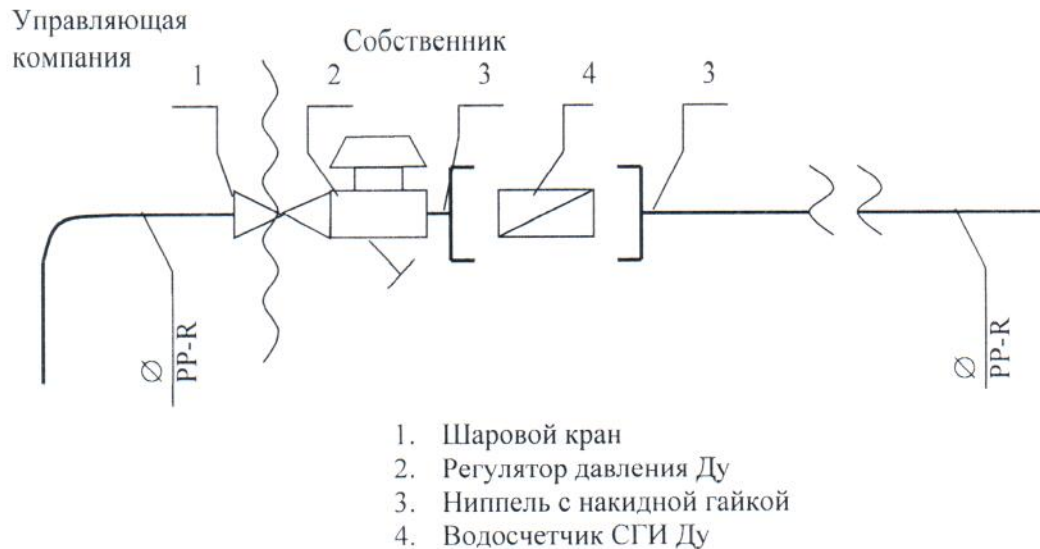 Управляющая
компания
Собственник
1
2
3
4
3
Ø
PP-R
Ø
PP-R
1. Шаровой кран
2. Регулятор давления Ду
3. Ниппель с накидной гайкой
4. Водосчетчик СГИ Ду